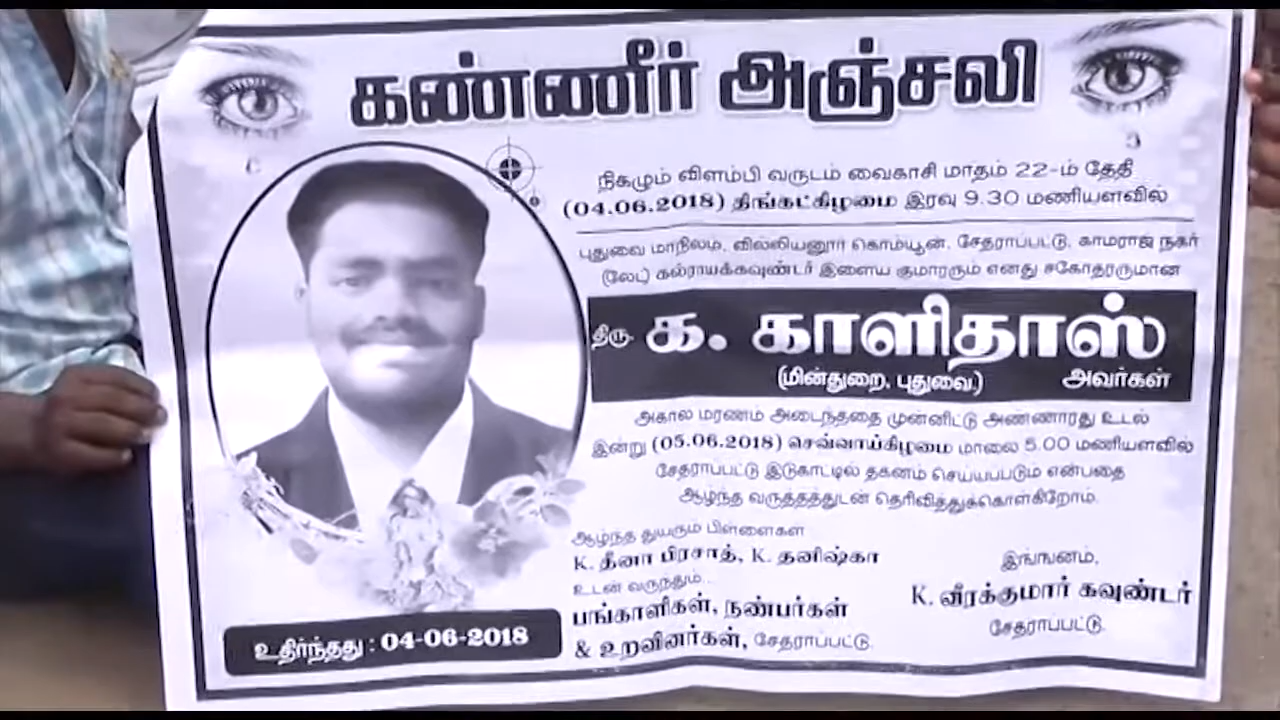 கண்ணீர் அஞ்சலி
நிகழும் விளம்பி வருடம் வைகாசி மாதம் 22-ம் தேதி
(04.06.2018) திங்கட்கிழமை இரவு 9.30 மணியளவில்
புதுவை மாநிலம், வில்லியனூர் கொம்யூன், சேதராப்பட்டு, காமராஜ் நகர்
(லேட்) கல்ராயக்கவுண்டர் இளைய குமாரரும் எனது சகோதரருமான
திரு. க. காளிதாஸ்
(மின்துறை, புதுவை.) அவர்கள்
அகால மரணம் அடைந்ததை முன்னிட்டு அண்ணாரது உடல்
இன்று (05.06.2018) செவ்வாய்கிழமை மாலை 5.00 மணியளவில்
சேதராப்பட்டு இடுகாட்டில் தகனம் செய்யப்படும் என்பதை
ஆழ்ந்த வருத்தத்துடன் தெரிவித்துக்கொள்கிறோம்.
ஆழ்ந்த துயரும் பிள்ளைகள்
K. தீனா பிரசாத், K. தனிஷ்கா
உடன் வருந்தும்...
பங்காளிகள், நண்பர்கள்
& உறவினர்கள், சேதராப்பட்டு.
இங்ஙனம்,
K. வீரக்குமார் கவுண்டர்
சேதராப்பட்டு.
உதிர்ந்தது : 04-06-2018